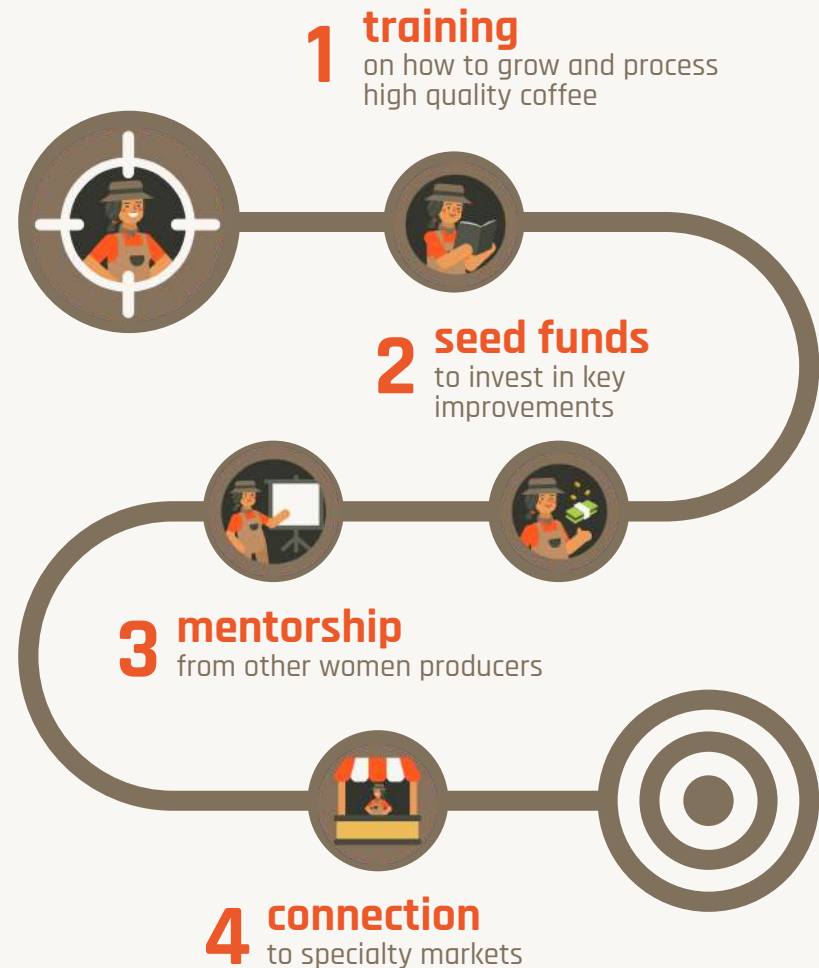 1 training
on how to grow and process
high quality coffee
2 seed funds
to invest in key
improvements
3 mentorship
from other women producers
4 connection
to specialty markets